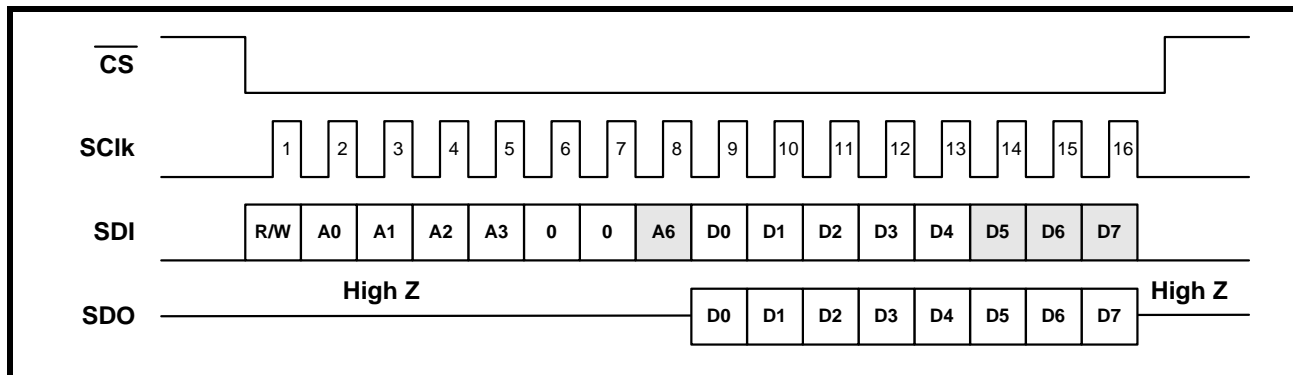 CS
SClk 1 2 3 4 5 6 7 8 9 10 11 12 13 14 15 16
SDI R/W A0 A1 A2 A3 0 0 A6 D0 D1 D2 D3 D4 D5 D6 D7
High Z High Z
SDO D0 D1 D2 D3 D4 D5 D6 D7